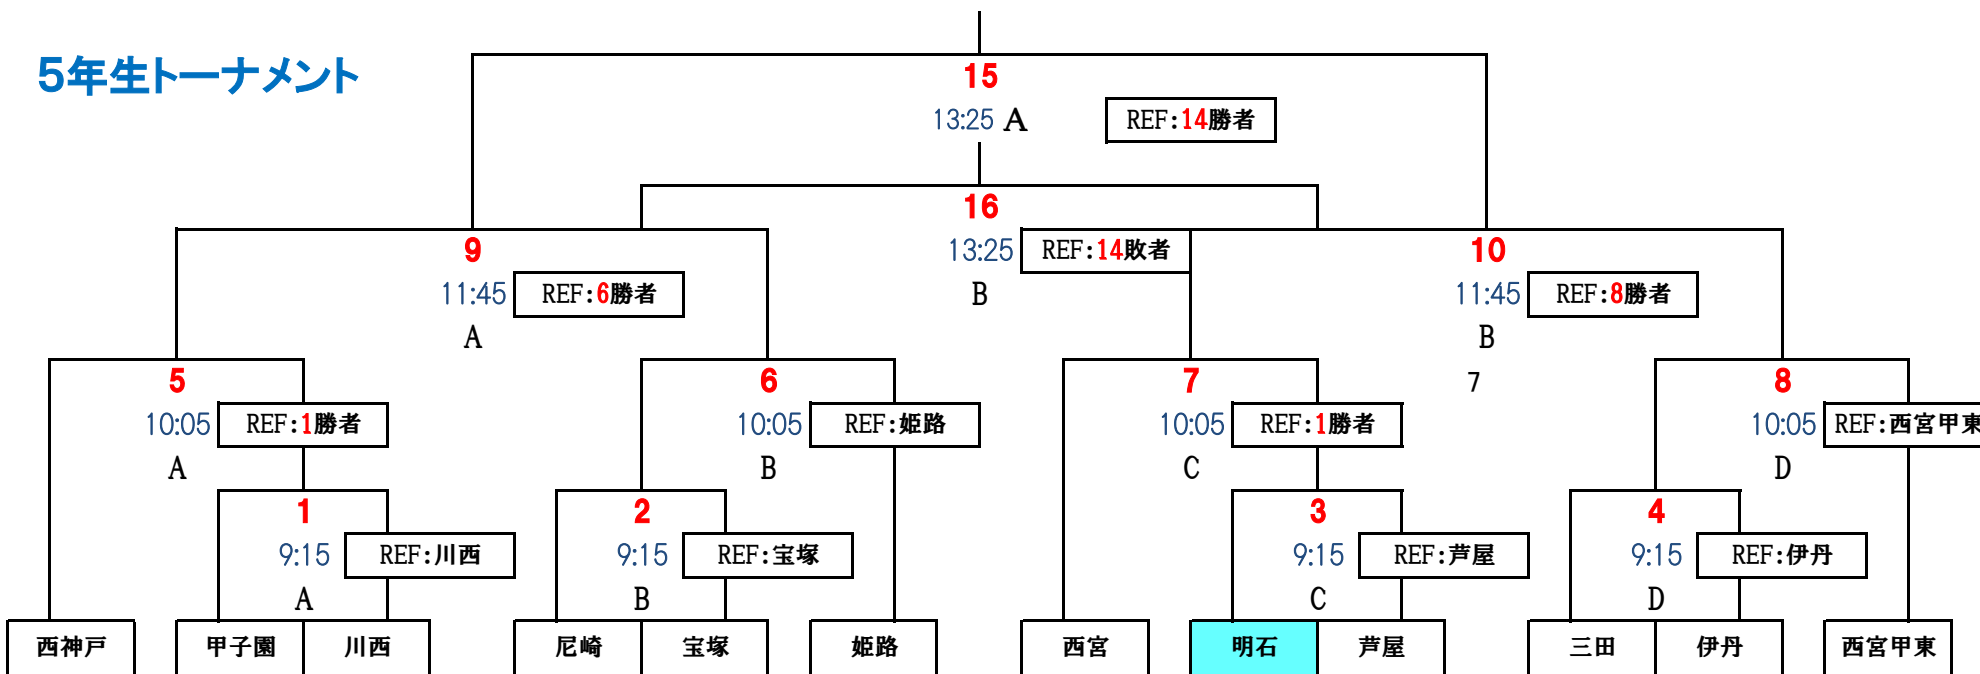 5年生トーナメント
15
13:25 A REF:14勝者
16
13:25 REF:14敗者
B
9
11:45 REF:6勝者
A
10
11:45 REF:8勝者
B
7
5
10:05 REF:1勝者
A
6
10:05 REF:姫路
B
7
10:05 REF:1勝者
C
8
10:05 REF:西宮甲東
D
1
9:15 REF:川西
A
2
9:15 REF:宝塚
B
3
9:15 REF:芦屋
C
4
9:15 REF:伊丹
D
西神戸 甲子園 川西 尼崎 宝塚 姫路 西宮 明石 芦屋 三田 伊丹 西宮甲東